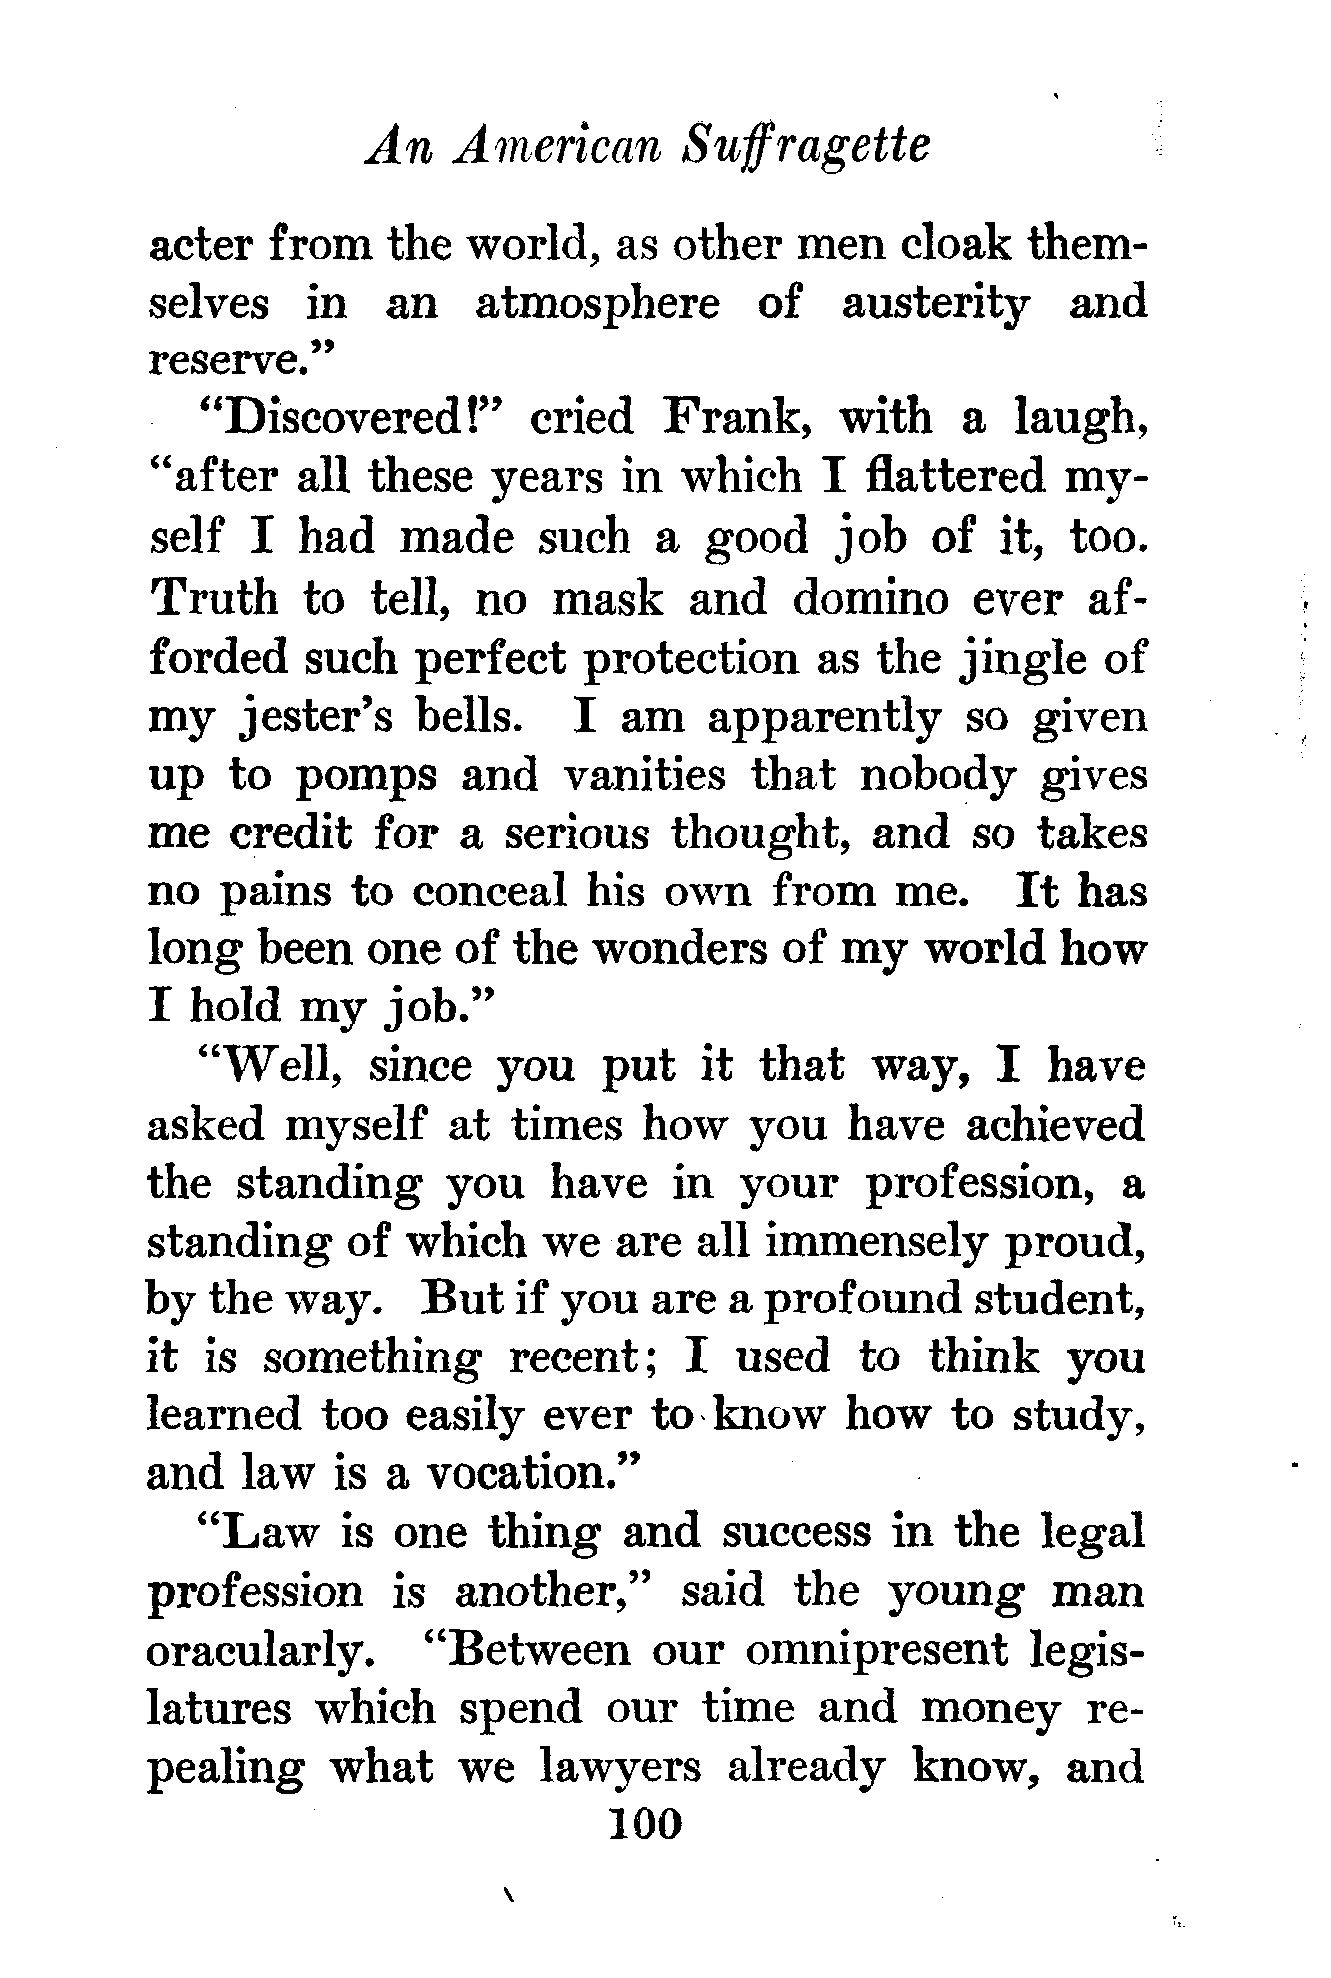 An American Suffragette
acter from the world, as other men cloak them-
selves in an atmosphere of austerity and
reserve."
"Discovered!" cried Frank, with a laugh,
"after all these years in which I flattered my-
self I had made such a good job of it, too.
Truth to tell, no mask and domino ever af-
forded such perfect protection as the jingle of
my jester's bells. I am apparently so given
up to pomps and vanities that nobody gives
me credit for a serious thought, and so takes
no pains to conceal his own from me. It has
long been one of the wonders of my world how
I hold my job."
"Well, since you put it that way, I have
asked myself at times how you have achieved
the standing you have in your profession, a
standing of which we are all immensely proud,
by the way. But if you are a profound student,
it is something recent; I used to think you
learned too easily ever to know how to study,
and law is a vocation."
"Law is one thing and success in the legal
profession is another," said the young man
oracularly. "Between our omnipresent legis-
latures which spend our time and money re-
pealing what we lawyers already know, and
100